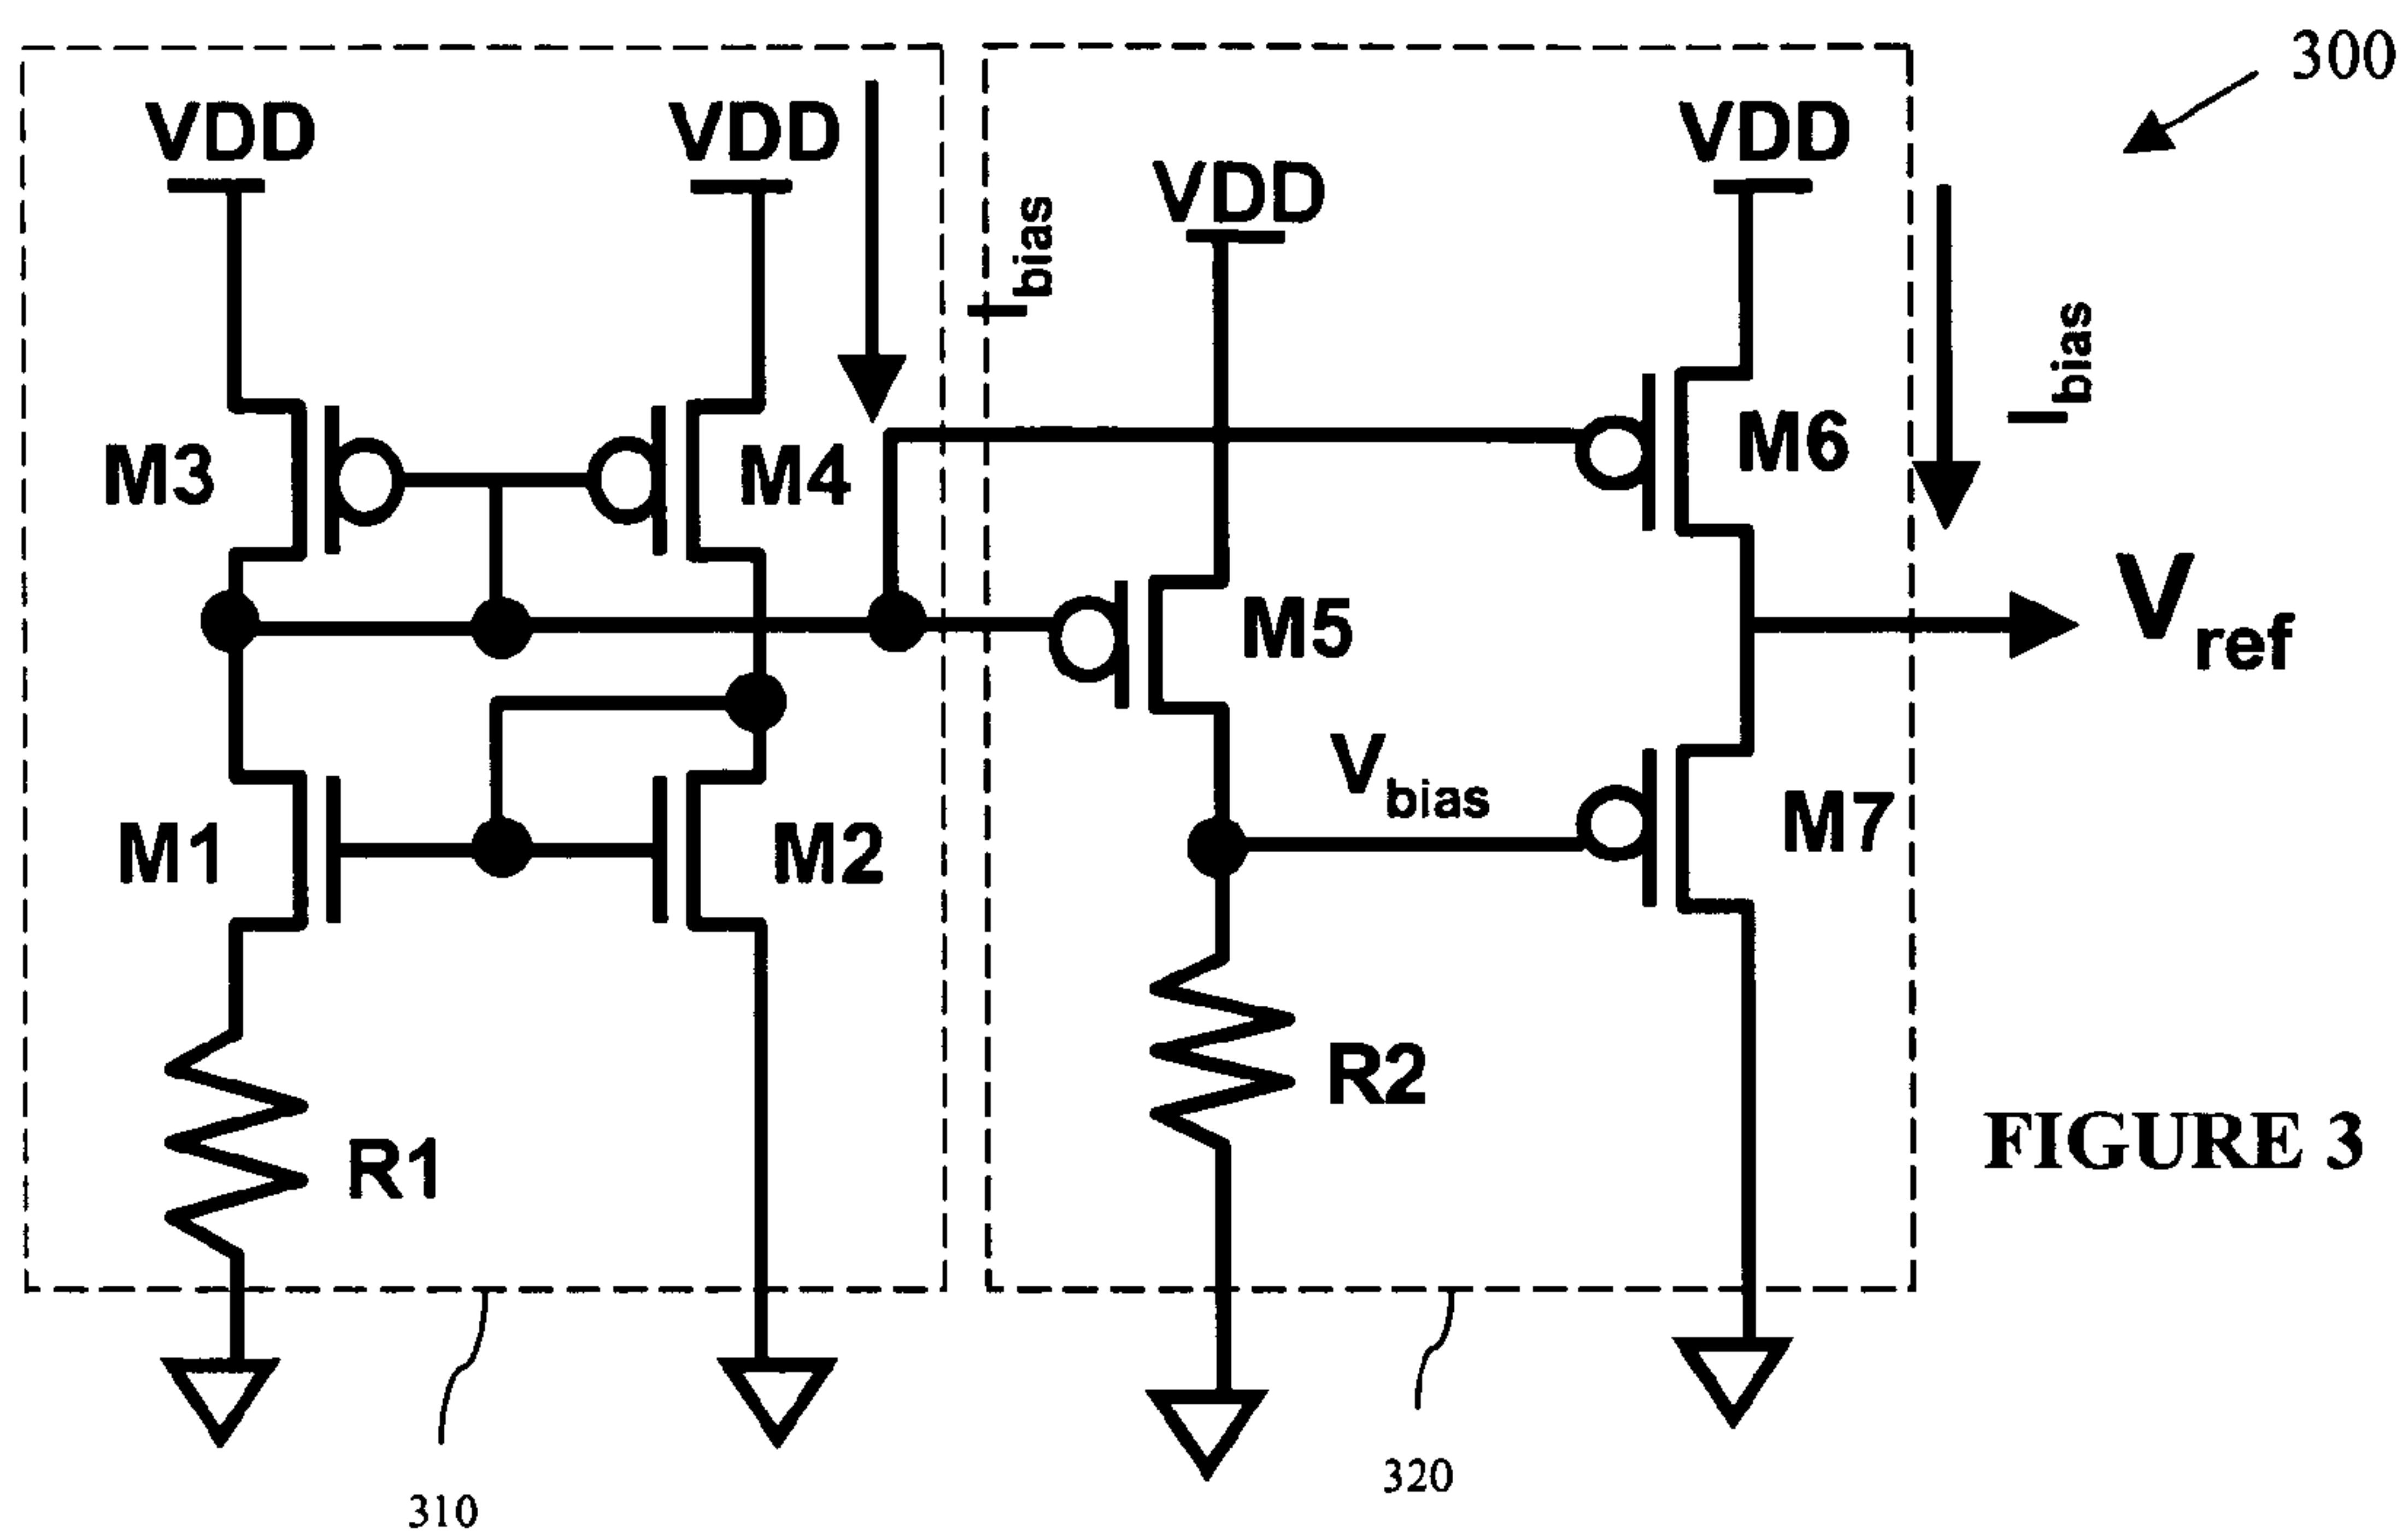 300
VDD
VDD
VDD
VDD
Ibias
Ibias
M3
M4
M6
M5
Vref
Vbias
M1
M2
M7
R2
R1
FIGURE 3
310
320